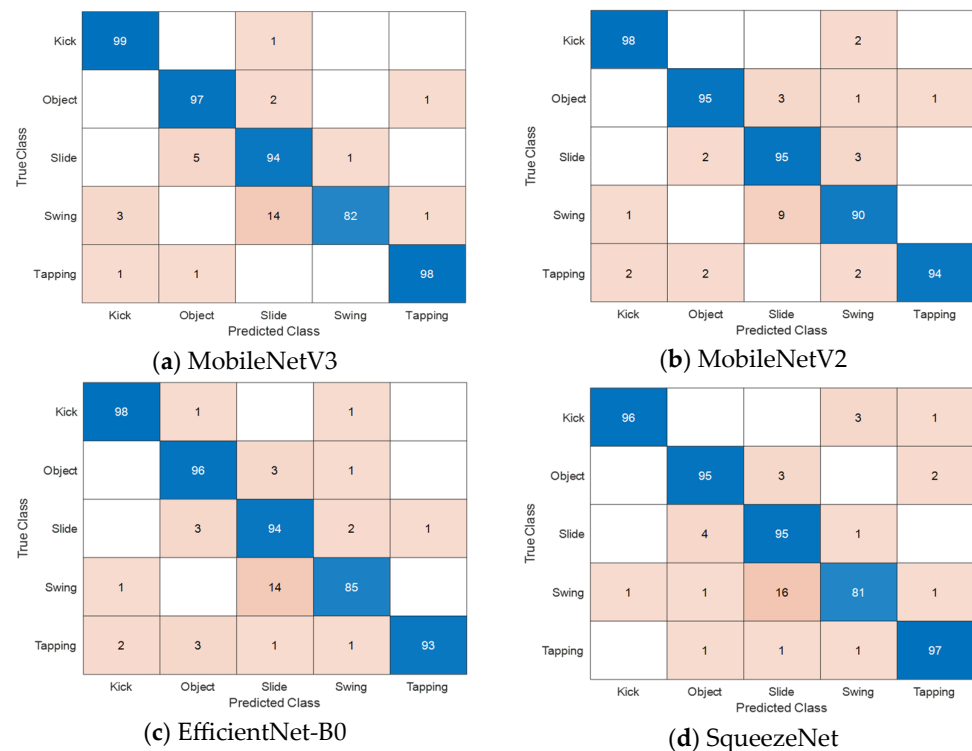 True Class
Kick 99 1
Object 97 2 1
Slide 5 94 1
Swing 3 14 82 1
Tapping 1 1 98
Kick Object Slide Swing Tapping
Predicted Class
(a) MobileNetV3
True Class
Kick 98 2
Object 95 3 1 1
Slide 2 95 3
Swing 1 9 90
Tapping 2 2 2 94
Kick Object Slide Swing Tapping
Predicted Class
(b) MobileNetV2
True Class
Kick 98 1 1
Object 96 3 1
Slide 3 94 2 1
Swing 1 14 85
Tapping 2 3 1 1 93
Kick Object Slide Swing Tapping
Predicted Class
(c) EfficientNet-B0
True Class
Kick 96 3 1
Object 95 3 2
Slide 4 95 1
Swing 1 1 16 81 1
Tapping 1 1 1 97
Kick Object Slide Swing Tapping
Predicted Class
(d) SqueezeNet